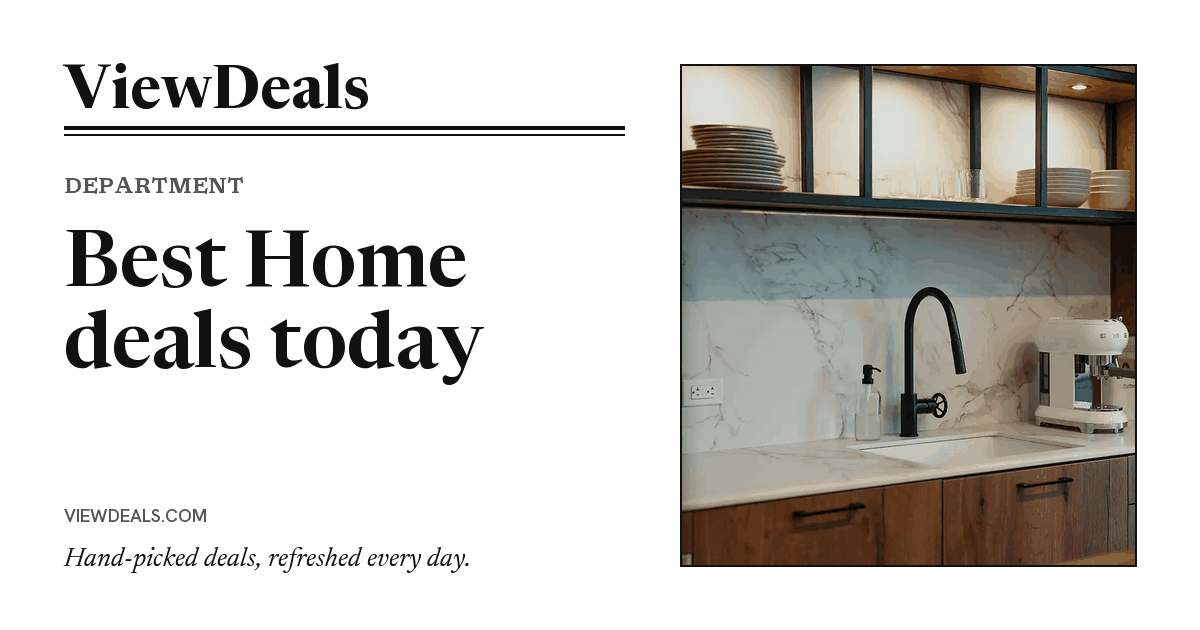 ViewDeals
DEPARTMENT
Best Home
deals today
VIEWDEALS.COM
Hand-picked deals, refreshed every day.